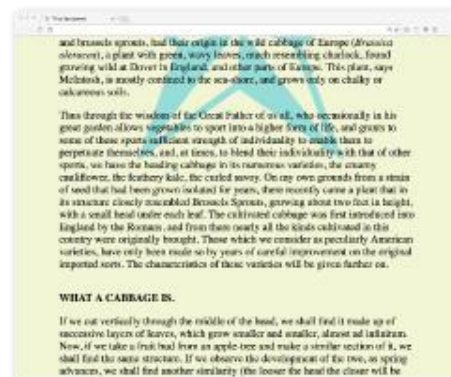 and brussels sprouts, had their origin in the wild cabbage of Europe (Brassica
oleracea), a plant with green, wavy leaves, much resembling charlock, found
growing wild at Dover in England, and other parts of Europe. This plant, says
McIntosh, is mostly confined to the sea-shore, and grows only on chalky or
calcareous soils.
Thus through the wisdom of the Great Father of us all, who occasionally in his
great garden allows vegetables to sport into a higher form of life, and grants to
some of these sports sufficient strength of individuality to enable them to
perpetuate themselves, and, at times, to blend their individuality with that of other
sports, we have the heading cabbage in its numerous varieties, the creamy
cauliflower, the feathery kale, the curled savoy. On my own grounds from a strain
of seed that had been grown isolated for years, there recently came a plant that in
its structure closely resembled Brussels Sprouts, growing about two feet in height,
with a small head under each leaf. The cultivated cabbage was first introduced into
England by the Romans, and from there nearly all the kinds cultivated in this
country were originally brought. Those which we consider as peculiarly American
varieties, have only been made so by years of careful improvement on the original
imported sorts. The characteristics of these varieties will be given farther on.
WHAT A CABBAGE IS.
If we cut vertically through the middle of the head, we shall find it made up of
successive layers of leaves, which grow smaller and smaller, almost ad infinitum.
Now, if we take a fruit bud from an apple-tree and make a similar section of it, we
shall find the same structure. If we observe the development of the two, as spring
advances, we shall find another similarity (the looser the head the closer will be